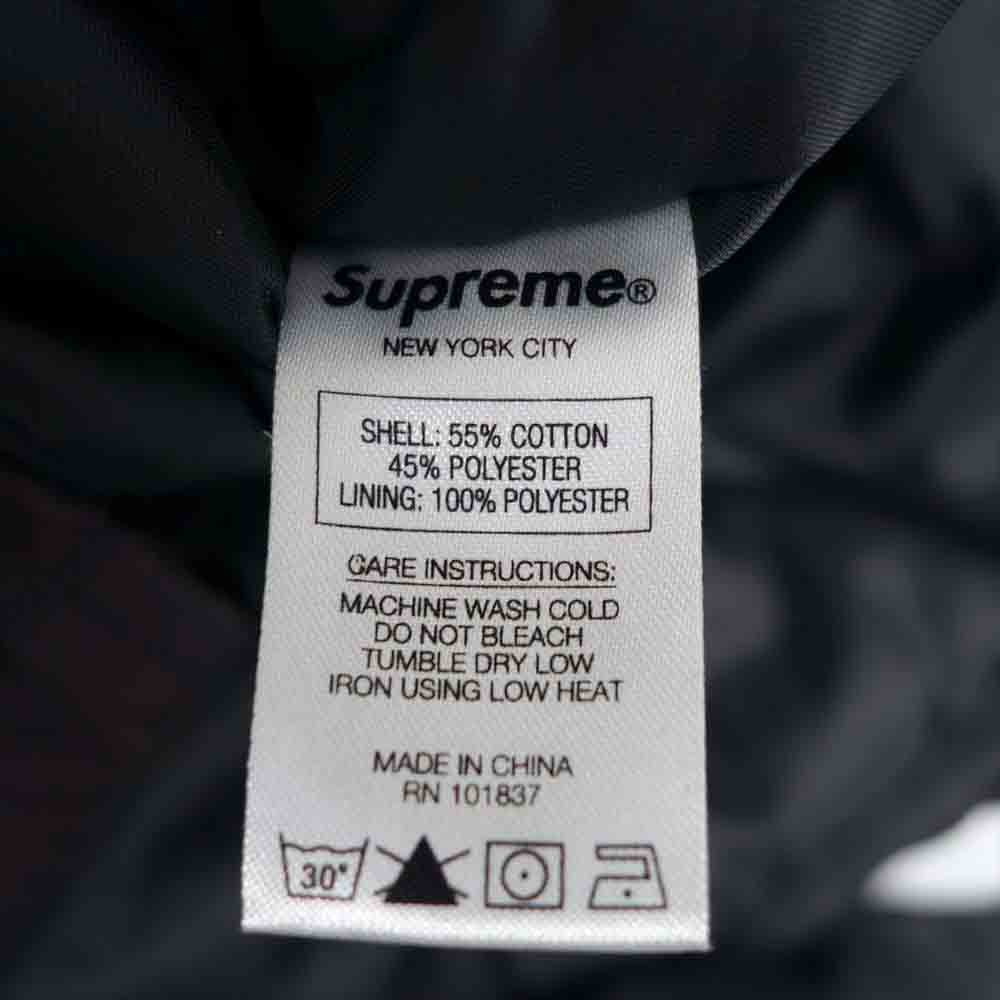 Supreme®
NEW YORK CITY
SHELL: 55% COTTON
45% POLYESTER
LINING: 100% POLYESTER
CARE INSTRUCTIONS:
MACHINE WASH COLD
DO NOT BLEACH
TUMBLE DRY LOW
IRON USING LOW HEAT
MADE IN CHINA
RN 101837
30°